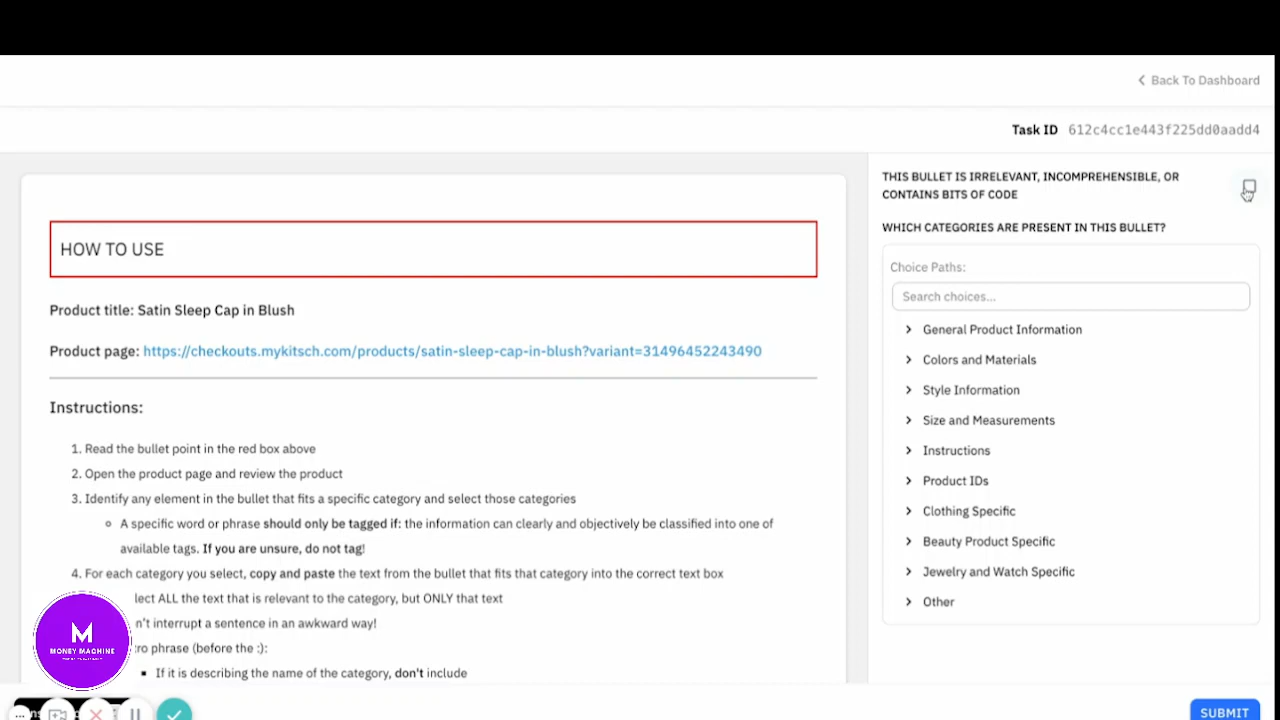 Back To Dashboard
Task ID 612c4cc1e443f225dd0aadd4
THIS BULLET IS IRRELEVANT, INCOMPREHENSIBLE, OR
CONTAINS BITS OF CODE
WHICH CATEGORIES ARE PRESENT IN THIS BULLET?
Choice Paths:
Search choices...
General Product Information
Colors and Materials
Style Information
Size and Measurements
Instructions
Product IDs
Clothing Specific
Beauty Product Specific
Jewelry and Watch Specific
Other
SUBMIT
HOW TO USE
Product title: Satin Sleep Cap in Blush
Product page: https://checkouts.mykitsch.com/products/satin-sleep-cap-in-blush?variant=31496452243490
Instructions:
1. Read the bullet point in the red box above
2. Open the product page and review the product
3. Identify any element in the bullet that fits a specific category and select those categories
A specific word or phrase should only be tagged if: the information can clearly and objectively be classified into one of
available tags. If you are unsure, do not tag!
4. For each category you select, copy and paste the text from the bullet that fits that category into the correct text box
lect ALL the text that is relevant to the category, but ONLY that text
n't interrupt a sentence in an awkward way!
tro phrase (before the :):
If it is describing the name of the category, don't include
M
MONEY MACHINE